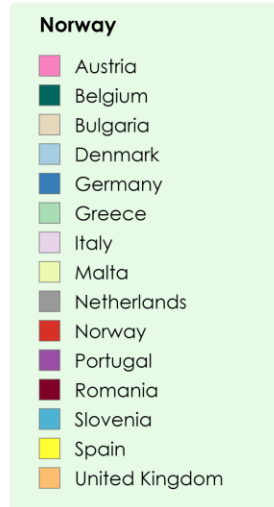 Norway
Austria
Belgium
Bulgaria
Denmark
Germany
Greece
Italy
Malta
Netherlands
Norway
Portugal
Romania
Slovenia
Spain
United Kingdom